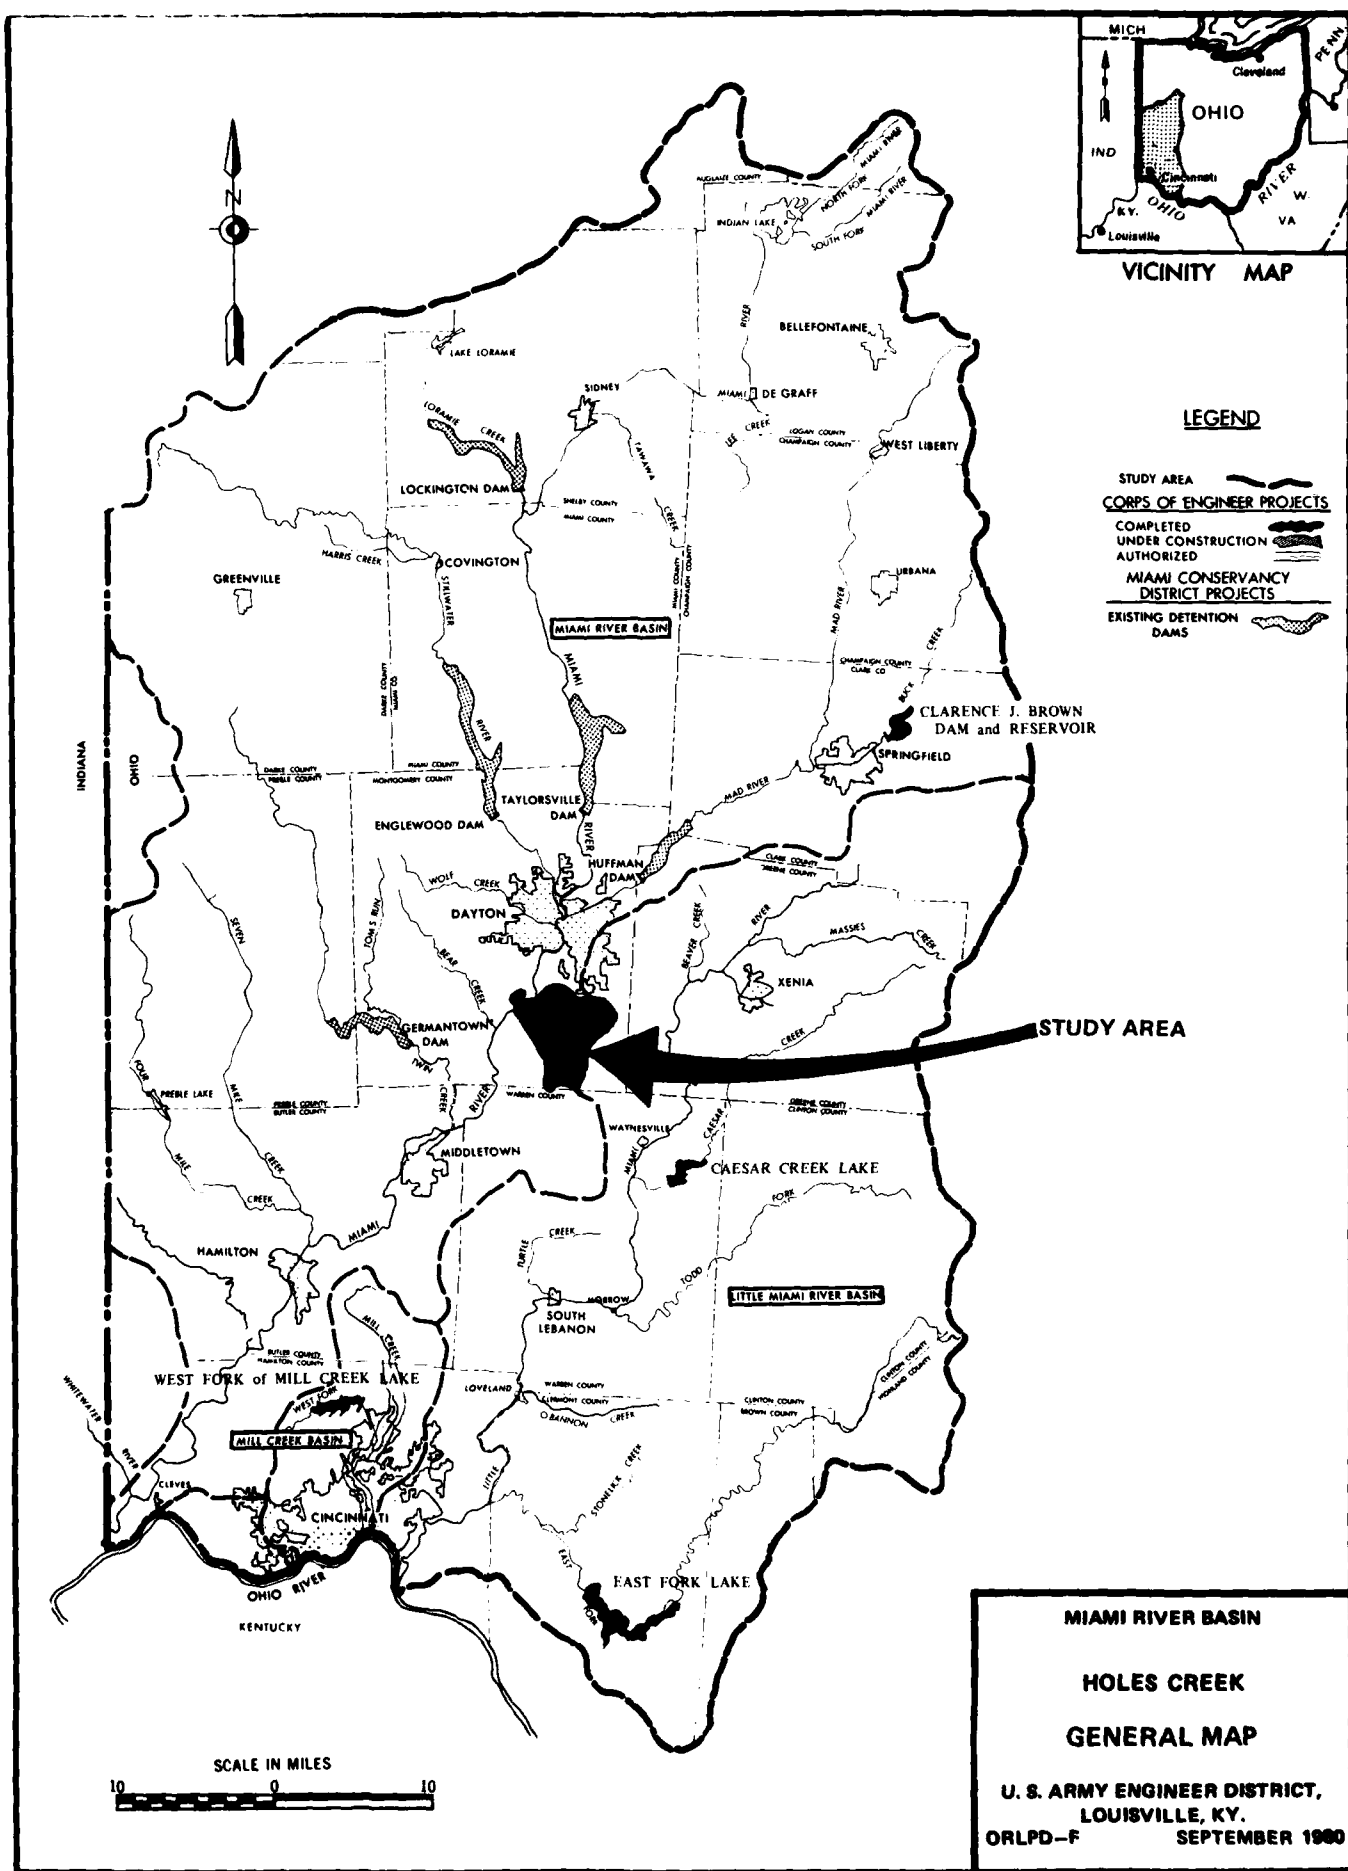 MICH
Cleveland
PENN.
OHIO
IND
Cincinnati
RIVER
W.
VA
OHIO
KY.
Louisville
VICINITY MAP
N
LEGEND
STUDY AREA
CORPS OF ENGINEER PROJECTS
COMPLETED
UNDER CONSTRUCTION
AUTHORIZED
MIAMI CONSERVANCY
DISTRICT PROJECTS
EXISTING DETENTION
DAMS
AUGLAIZE COUNTY
NORTH FORK
MIAMI RIVER
INDIAN LAKE
SOUTH FORK
MIAMI RIVER
RIVER
BELLEFONTAINE
LAKE LORAMIE
SIDNEY
MIAMI
DE GRAFF
LORAMIE CREEK
TAWAWA
CREEK
LEE CREEK
LOGAN COUNTY
CHAMPAIGN COUNTY
WEST LIBERTY
LOCKINGTON DAM
SHELBY COUNTY
MIAMI COUNTY
HARRIS CREEK
COVINGTON
GREENVILLE
STILLWATER
RIVER
URBANA
MIAMI COUNTY
CHAMPAIGN COUNTY
MAD RIVER
BUCK CREEK
MIAMI RIVER BASIN
MIAMI
RIVER
CHAMPAIGN COUNTY
CLARK CO
DARKE COUNTY
MIAMI CO
CLARENCE J. BROWN
DAM and RESERVOIR
SPRINGFIELD
INDIANA
OHIO
DARKE COUNTY
PREBLE COUNTY
MIAMI COUNTY
MONTGOMERY COUNTY
TAYLORSVILLE
DAM
ENGLEWOOD DAM
MAD RIVER
HUFFMAN
DAM
CLARK COUNTY
GREENE COUNTY
WOLF CREEK
DAYTON
TOMS RUN
BEAR CREEK
SEVEN
MILE
CREEK
BEAVER CREEK
RIVER
MASSIES
CREEK
XENIA
CREEK
STUDY AREA
GERMANTOWN
DAM
TWIN
CREEK
RIVER
FOUR
MILE
CREEK
PREBLE LAKE
PREBLE COUNTY
BUTLER COUNTY
WARREN COUNTY
GREENE COUNTY
CLINTON COUNTY
WAYNESVILLE
CAESAR
MIAMI
CAESAR CREEK LAKE
MIDDLETOWN
MIAMI
HAMILTON
TURTLE CREEK
TODD
FORK
LITTLE MIAMI RIVER BASIN
MORROW
SOUTH
LEBANON
MILL CREEK
BUTLER COUNTY
HAMILTON COUNTY
WEST FORK of MILL CREEK LAKE
WEST FORK
MILL CREEK BASIN
LOVELAND
WARREN COUNTY
CLERMONT COUNTY
O BANNON CREEK
CLINTON COUNTY
BROWN COUNTY
CLINTON COUNTY
HIGHLAND COUNTY
WHITEWATER
RIVER
CLEVES
CINCINNATI
LITTLE
STONELICK CREEK
EAST
FORK
EAST FORK LAKE
OHIO RIVER
KENTUCKY
SCALE IN MILES
10 0 10
MIAMI RIVER BASIN
HOLES CREEK
GENERAL MAP
U. S. ARMY ENGINEER DISTRICT,
LOUISVILLE, KY.
ORLPD-F SEPTEMBER 1980